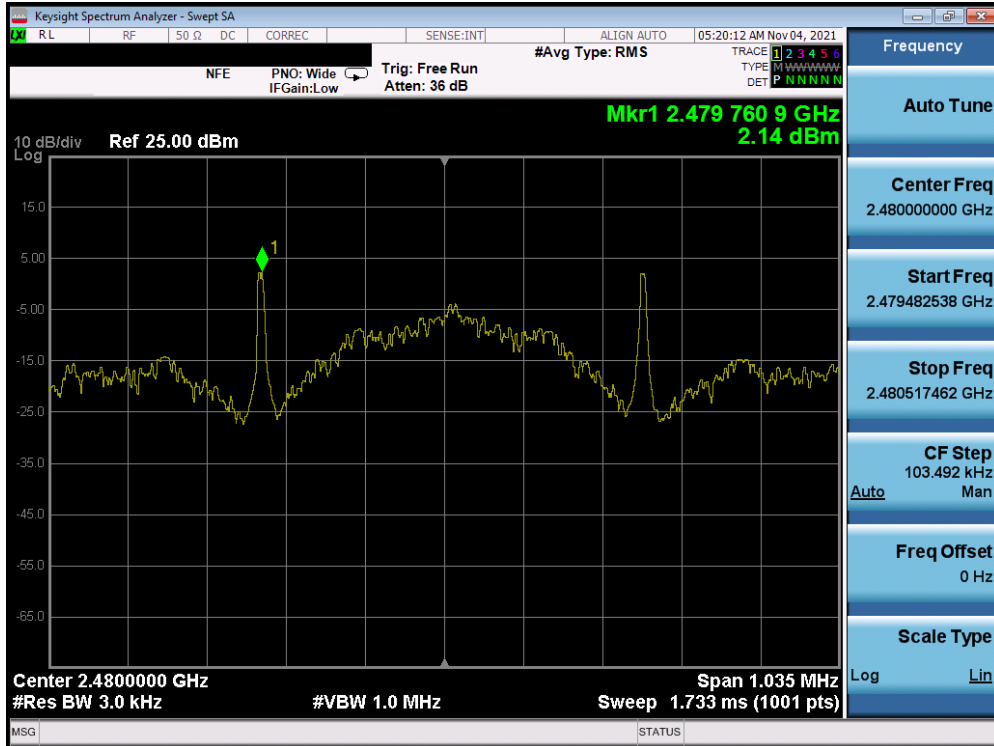 Keysight Spectrum Analyzer - Swept SA
LXI RL RF 50 Ω DC CORREC SENSE:INT ALIGN AUTO 05:20:12 AM Nov 04, 2021
NFE PNO: Wide Trig: Free Run #Avg Type: RMS TRACE 1 2 3 4 5 6
IFGain:Low Atten: 36 dB TYPE M W W W W W
DET P N N N N N
Mkr1 2.479 760 9 GHz
2.14 dBm
10 dB/div Ref 25.00 dBm
Log
15.0
5.00
-5.00
-15.0
-25.0
-35.0
-45.0
-55.0
-65.0
1
Center 2.4800000 GHz Span 1.035 MHz
#Res BW 3.0 kHz #VBW 1.0 MHz Sweep 1.733 ms (1001 pts)
MSG STATUS
Frequency
Auto Tune
Center Freq
2.480000000 GHz
Start Freq
2.479482538 GHz
Stop Freq
2.480517462 GHz
CF Step
103.492 kHz
Auto Man
Freq Offset
0 Hz
Scale Type
Log Lin